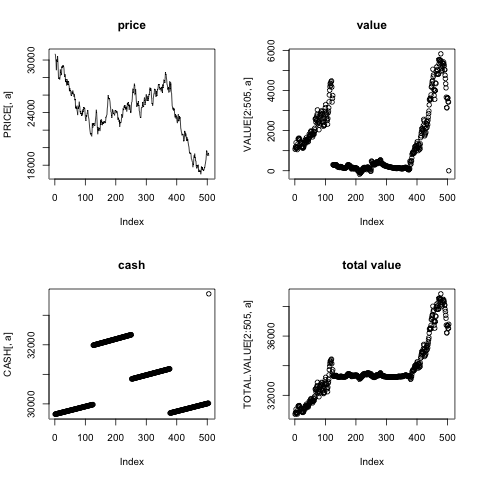 price
PRICE[, a]
18000 24000 30000
0 100 200 300 400 500
Index
value
VALUE[2:505, a]
0 2000 4000 6000
0 100 200 300 400 500
Index
cash
CASH[, a]
30000 32000
0 100 200 300 400 500
Index
total value
TOTAL.VALUE[2:505, a]
32000 36000
0 100 200 300 400 500
Index